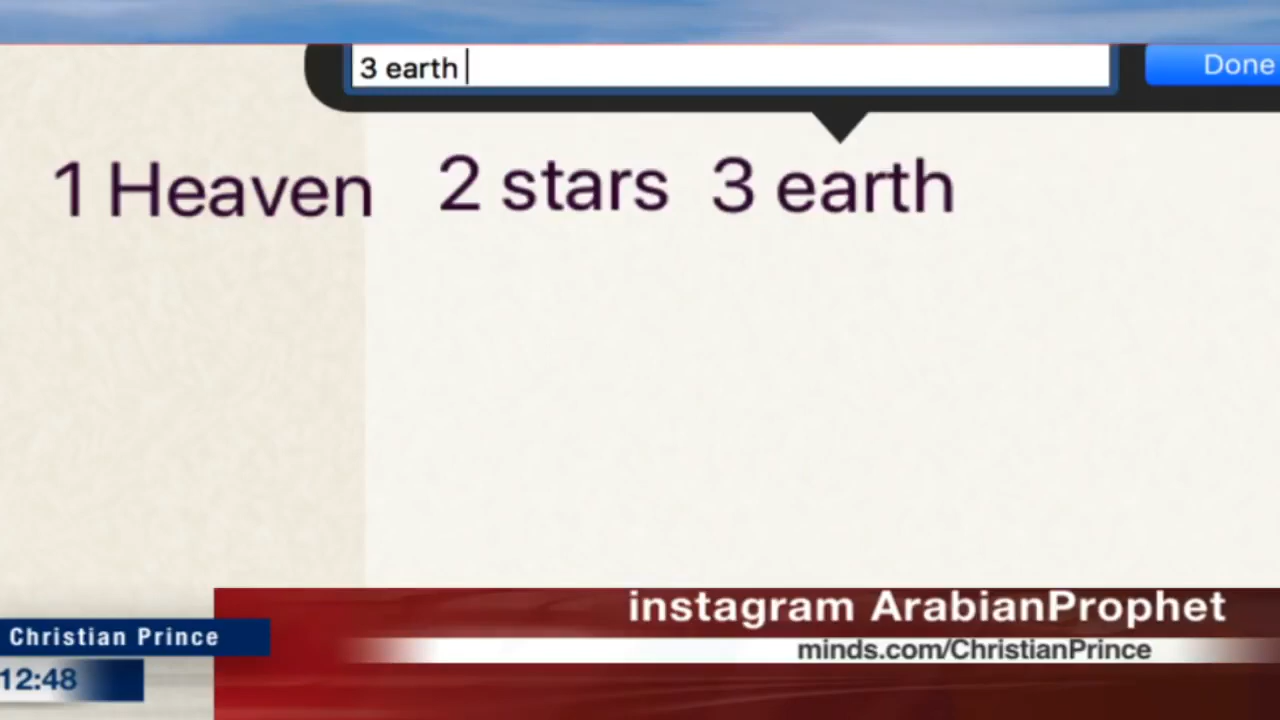 3 earth
Done
1 Heaven 2 stars 3 earth
instagram ArabianProphet
Christian Prince
minds.com/ChristianPrince
12:48